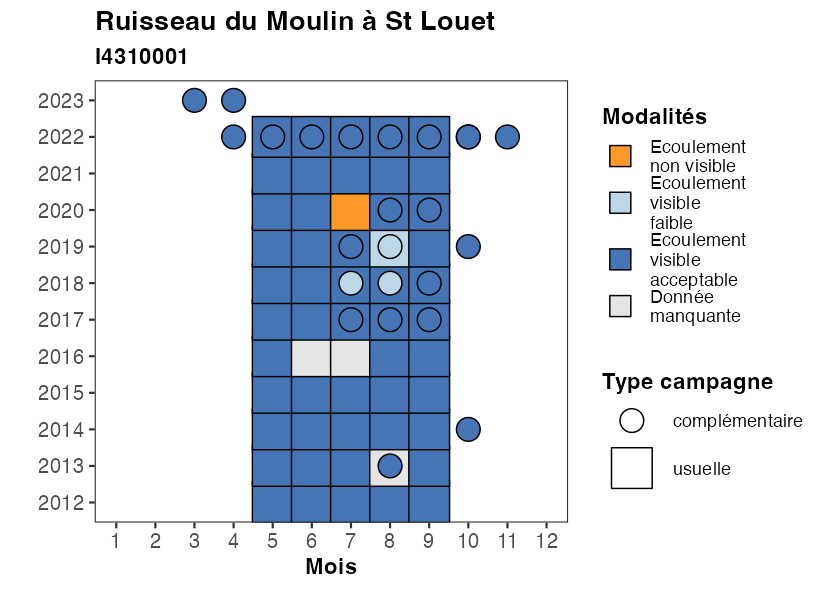 Ruisseau du Moulin à St Louet
I4310001
2023
2022
2021
2020
2019
2018
2017
2016
2015
2014
2013
2012
1 2 3 4 5 6 7 8 9 10 11 12
Mois
Modalités
Ecoulement
non visible
Ecoulement
visible
faible
Ecoulement
visible
acceptable
Donnée
manquante
Type campagne
complémentaire
usuelle